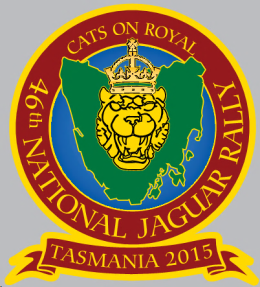 CATS ON ROYAL
46th NATIONAL JAGUAR RALLY
TASMANIA 2015